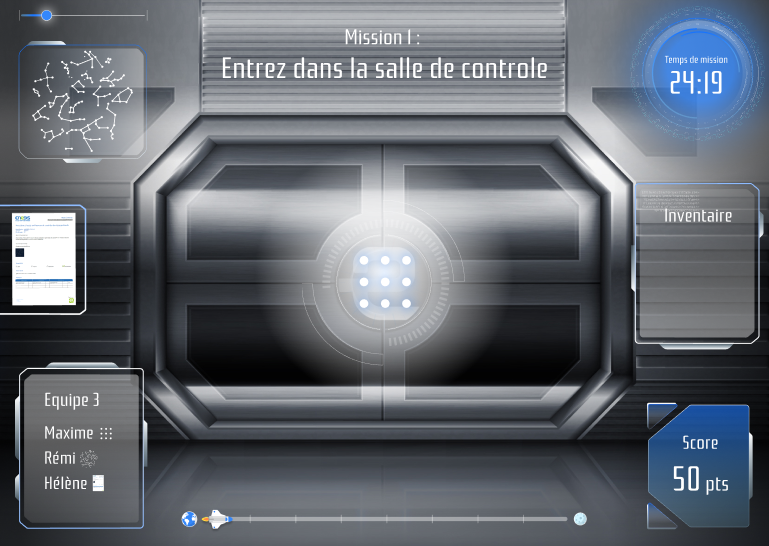 Mission 1 :
Entrez dans la salle de controle
Temps de mission
24:19
Inventaire
Equipe 3
Maxime
Rémi
Hélène
Score
50 pts